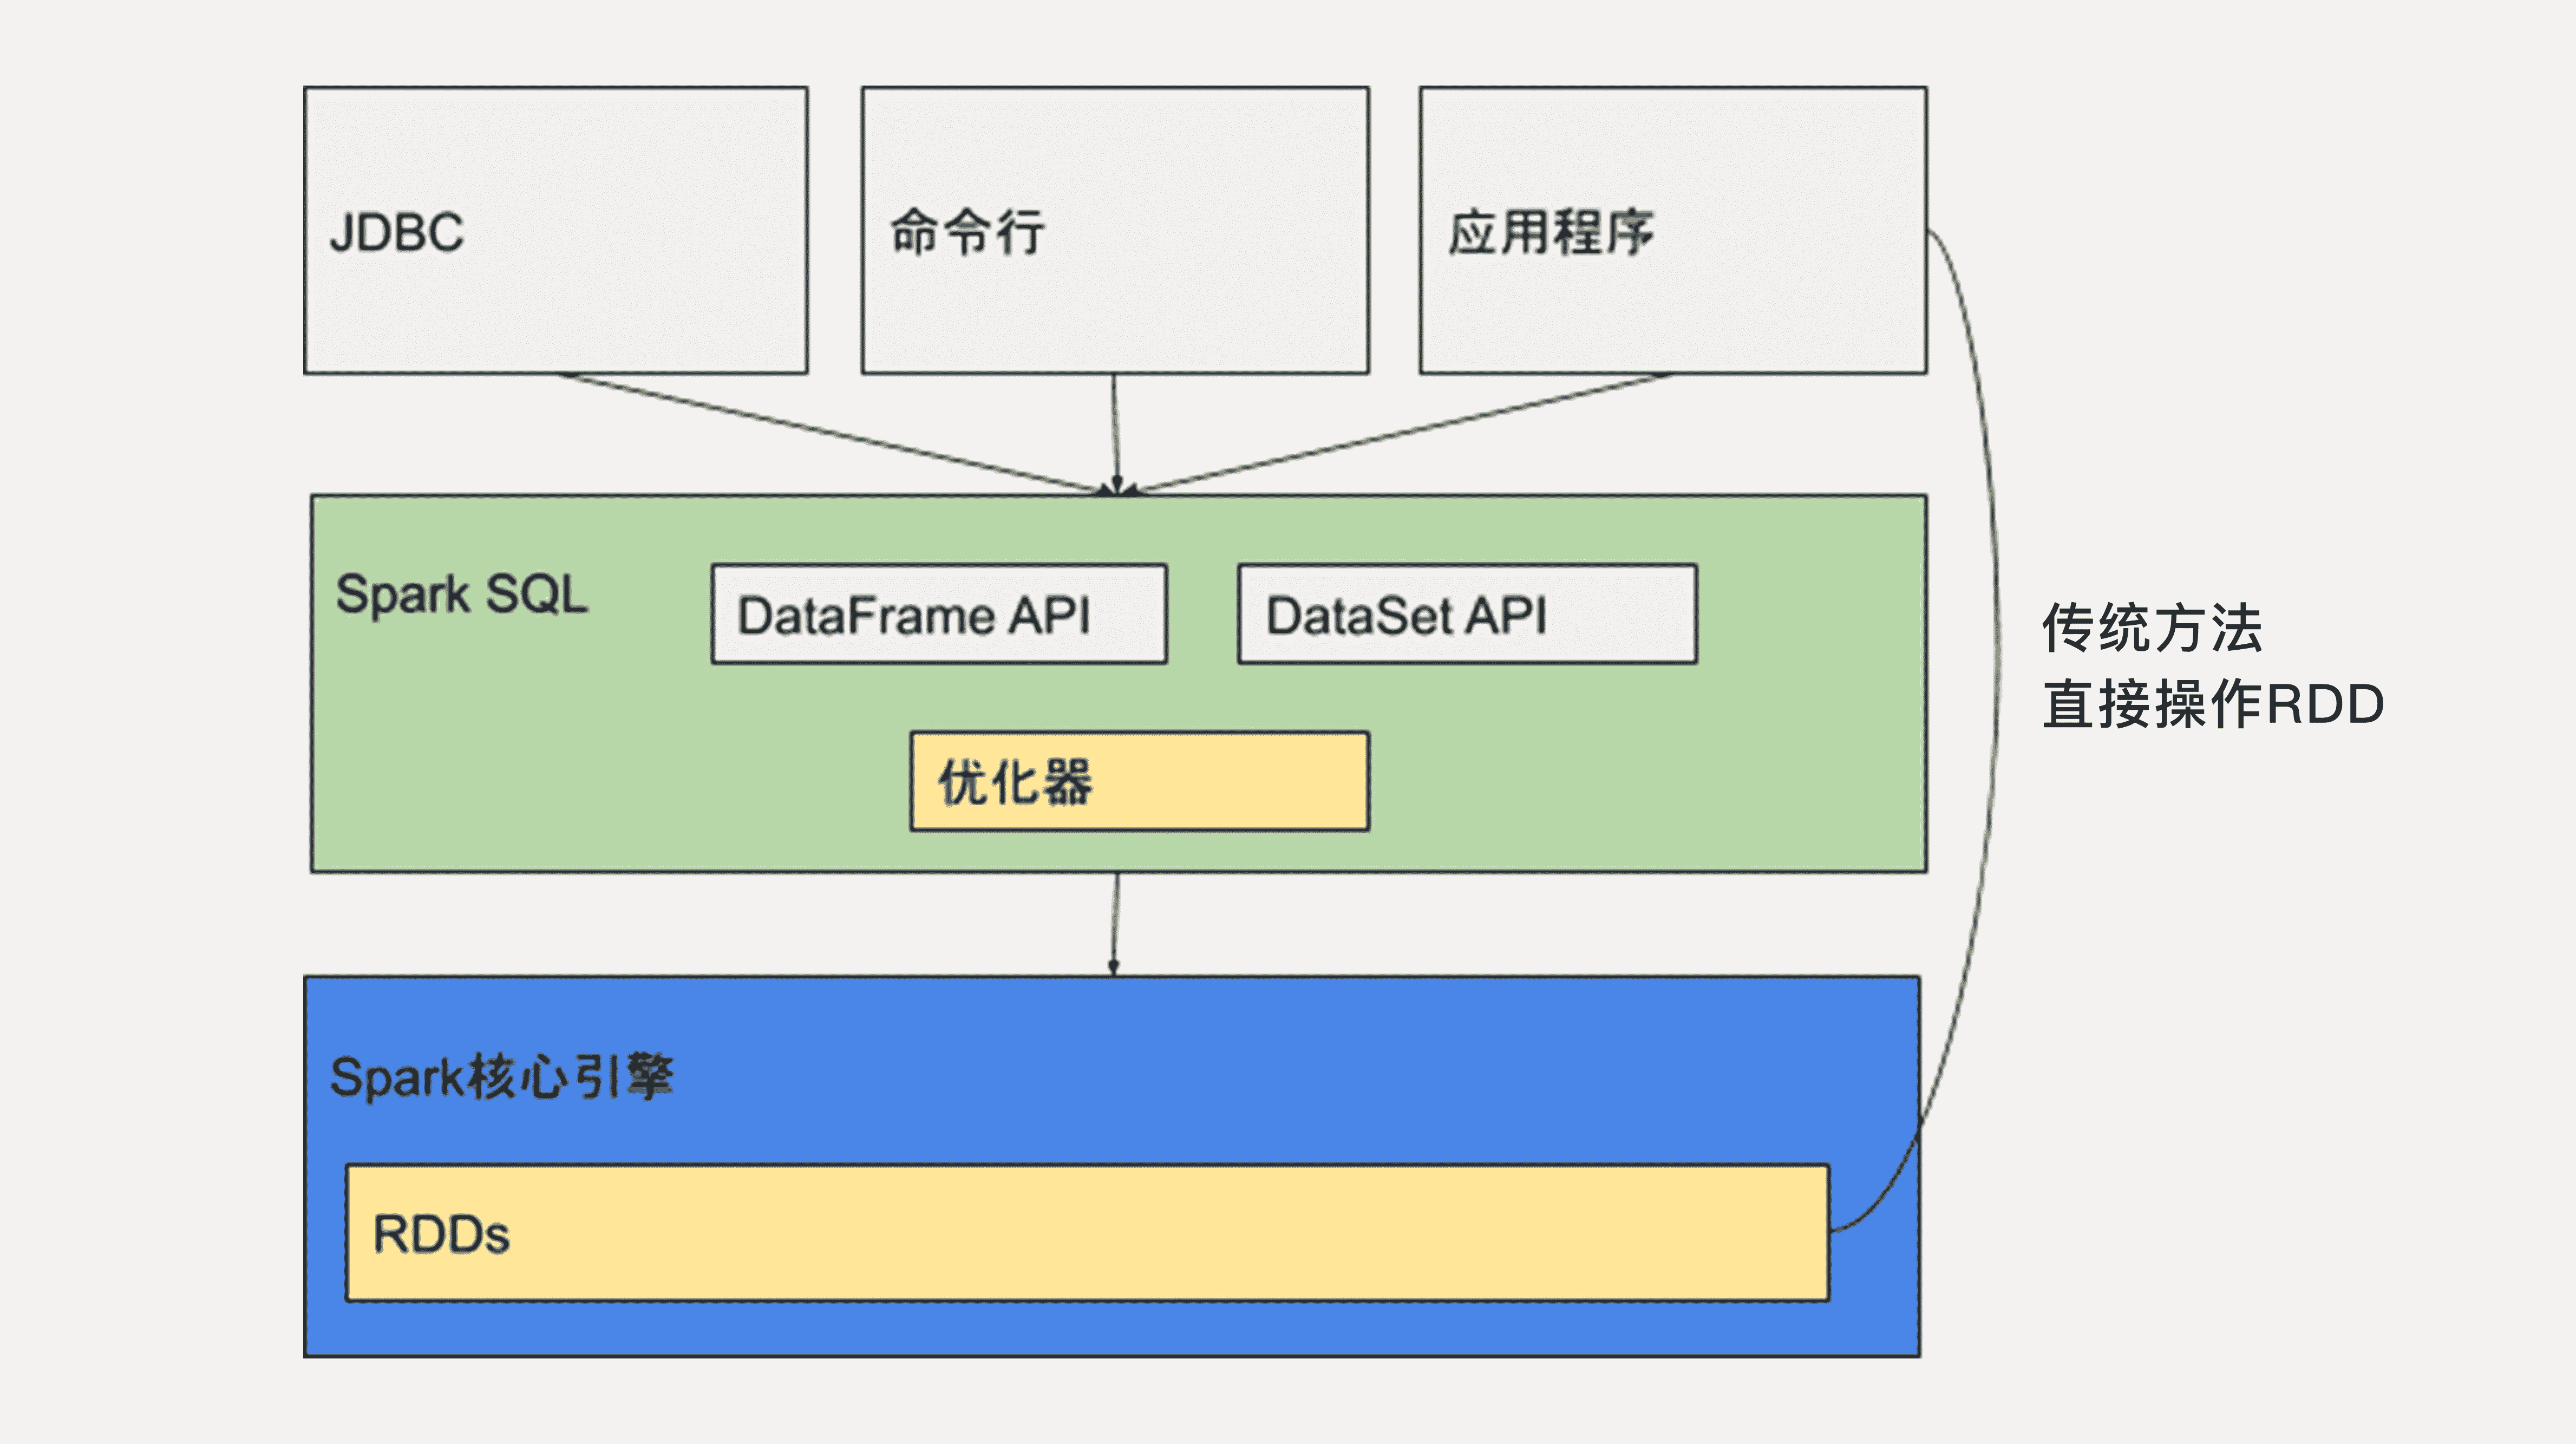 JDBC
命令行
应用程序
Spark SQL
DataFrame API
DataSet API
优化器
传统方法
直接操作RDD
Spark核心引擎
RDDs